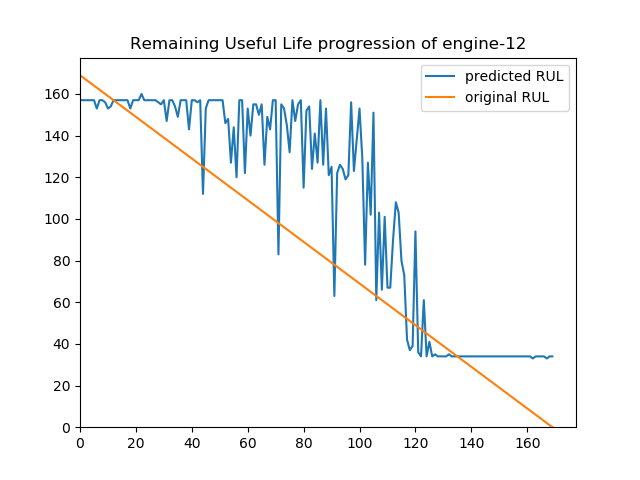 Remaining Useful Life progression of engine-12
predicted RUL
original RUL
160
140
120
100
80
60
40
20
0
0 20 40 60 80 100 120 140 160